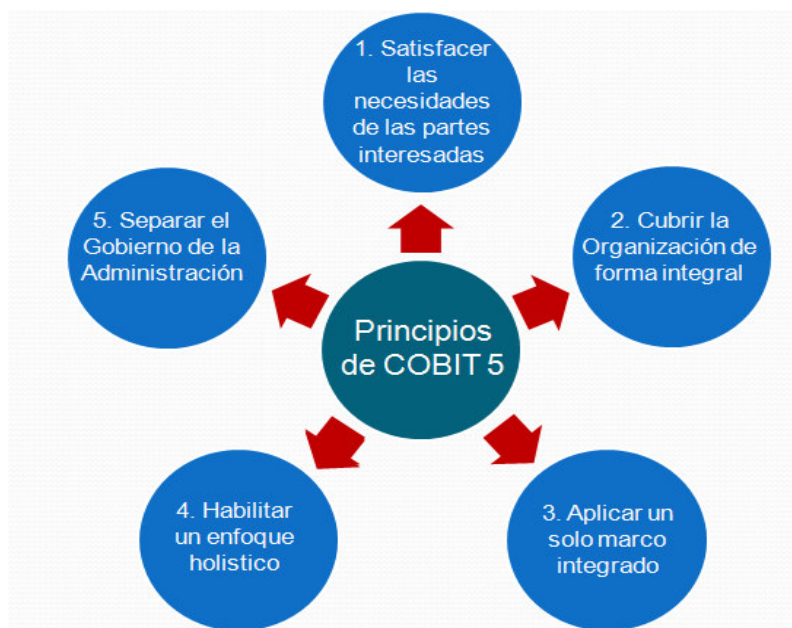 1. Satisfacer
las
necesidades
de las partes
interesadas
5. Separar el
Gobierno de la
Administración
2. Cubrir la
Organización de
forma integral
Principios
de COBIT 5
4. Habilitar
un enfoque
holistico
3. Aplicar un
solo marco
integrado